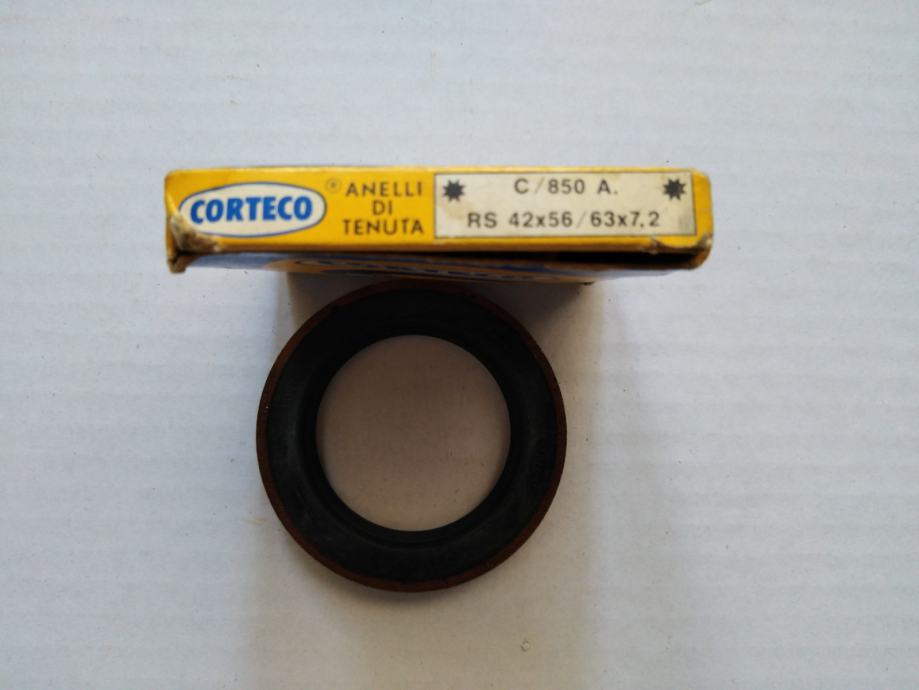 CORTECO
® ANELLI
DI
TENUTA
C/850 A.
RS 42x56/63x7,2